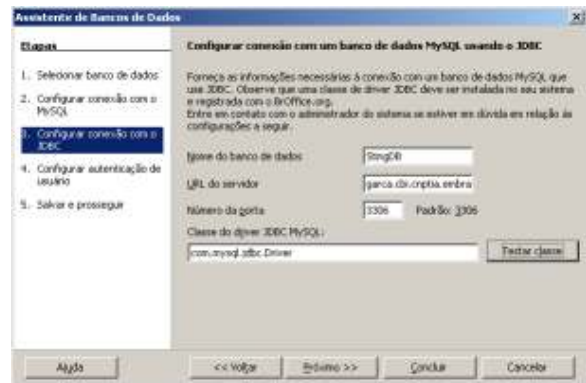 Assistente de Bancos de Dados
Etapas
1. Selecionar banco de dados
2. Configurar conexão com o
MySQL
3. Configurar conexão com o
JDBC
4. Configurar autenticação de
usuário
5. Salvar e prosseguir
Configurar conexão com um banco de dados MySQL usando o JDBC
Forneça as informações necessárias à conexão com um banco de dados MySQL que
usa JDBC. Observe que uma classe de driver JDBC deve ser instalada no seu sistema
e registrada com o BrOffice.org.
Entre em contato com o administrador do sistema se estiver em dúvida em relação às
configurações a seguir.
Nome do banco de dados StingDB
URL do servidor garca.cbi.cnptia.embra
Número da porta 3306 Padrão: 3306
Classe do driver JDBC MySQL:
com.mysql.jdbc.Driver Testar classe
Ajuda << Voltar Próximo >> Concluir Cancelar